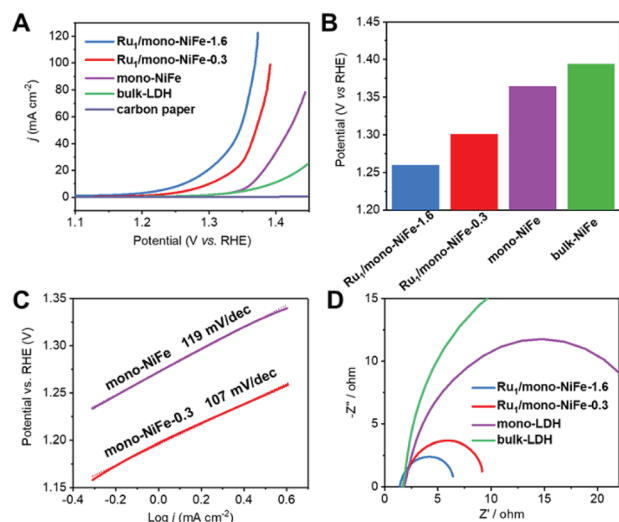 A
Ru₁/mono-NiFe-1.6
Ru₁/mono-NiFe-0.3
mono-NiFe
bulk-LDH
carbon paper
j (mA cm⁻²)
120
100
80
60
40
20
0
1.1
1.2
1.3
1.4
Potential (V vs. RHE)
B
Potential (V vs RHE)
1.45
1.40
1.35
1.30
1.25
1.20
Ru₁/mono-NiFe-1.6
Ru₁/mono-NiFe-0.3
mono-NiFe
bulk-NiFe
C
Potential vs. RHE (V)
1.35
1.30
1.25
1.20
1.15
mono-NiFe 119 mV/dec
mono-NiFe-0.3 107 mV/dec
-0.4
-0.2
0.0
0.2
0.4
0.6
Log j (mA cm⁻²)
D
-Z'' / ohm
15
10
5
0
Ru₁/mono-NiFe-1.6
Ru₁/mono-NiFe-0.3
mono-LDH
bulk-LDH
0
5
10
15
20
Z' / ohm